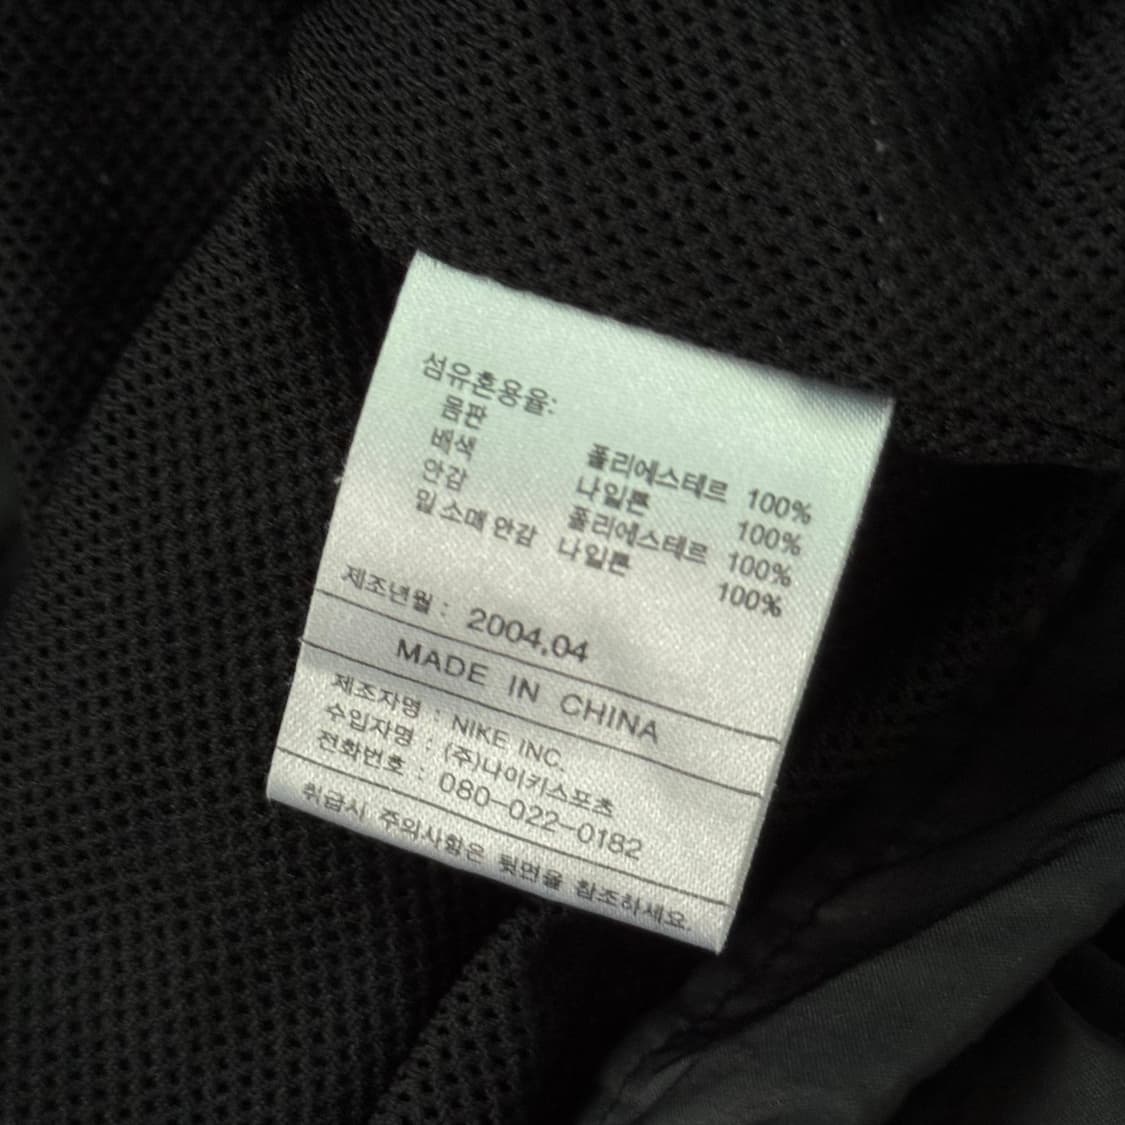 섬유혼용율:
몸판 폴리에스테르 100%
배색 나일론 100%
안감 폴리에스테르 100%
밑 소매 안감 나일론 100%
제조년월 : 2004.04
MADE IN CHINA
제조자명 : NIKE INC.
수입자명 : (주)나이키스포츠
전화번호 : 080-022-0182
취급시 주의사항은 뒷면을 참조하세요.